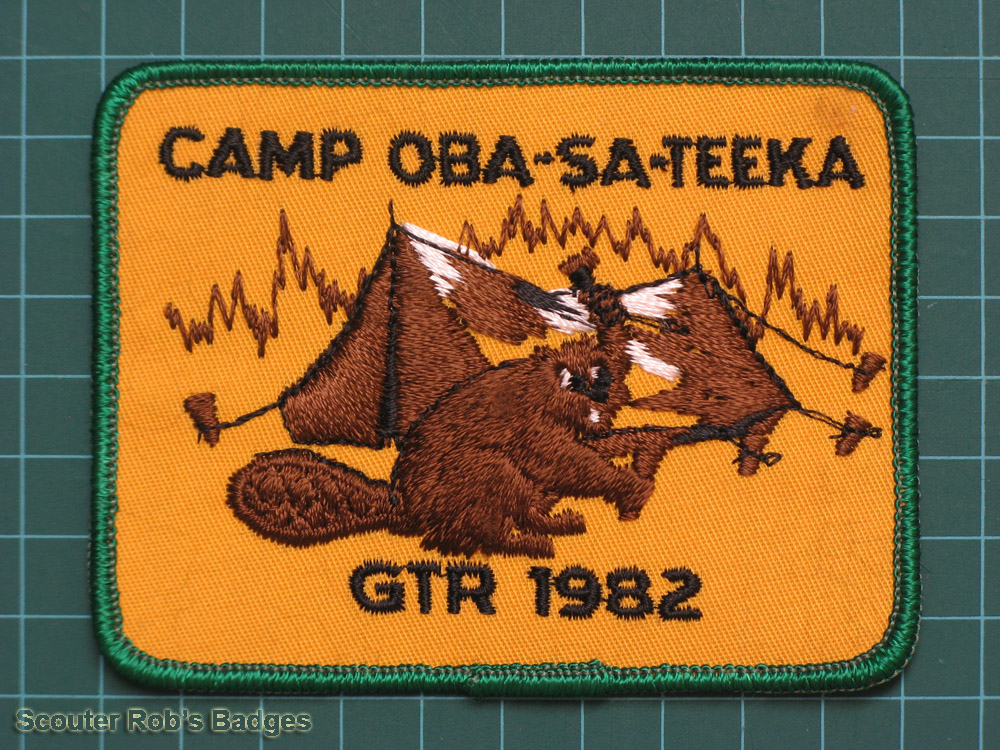 CAMP OBA-SA-TEEKA
GTR 1982
Scouter Rob's Badges